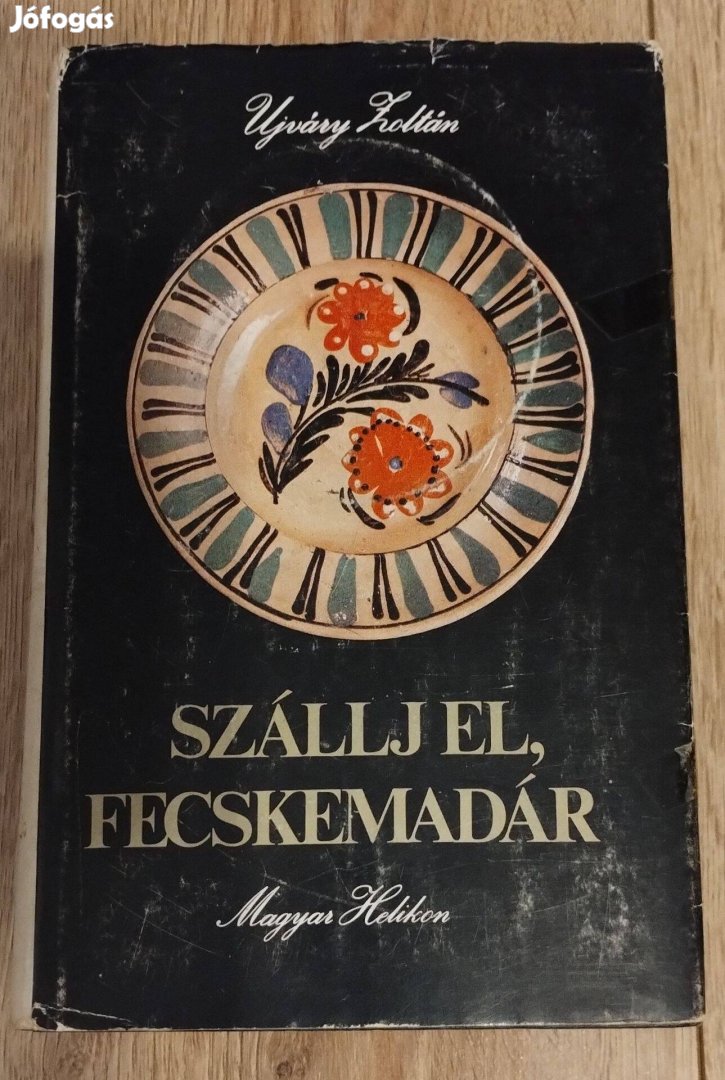 Jófogás
Ujváry Zoltán
SZÁLLJ EL,
FECSKEMADÁR
Magyar Helikon